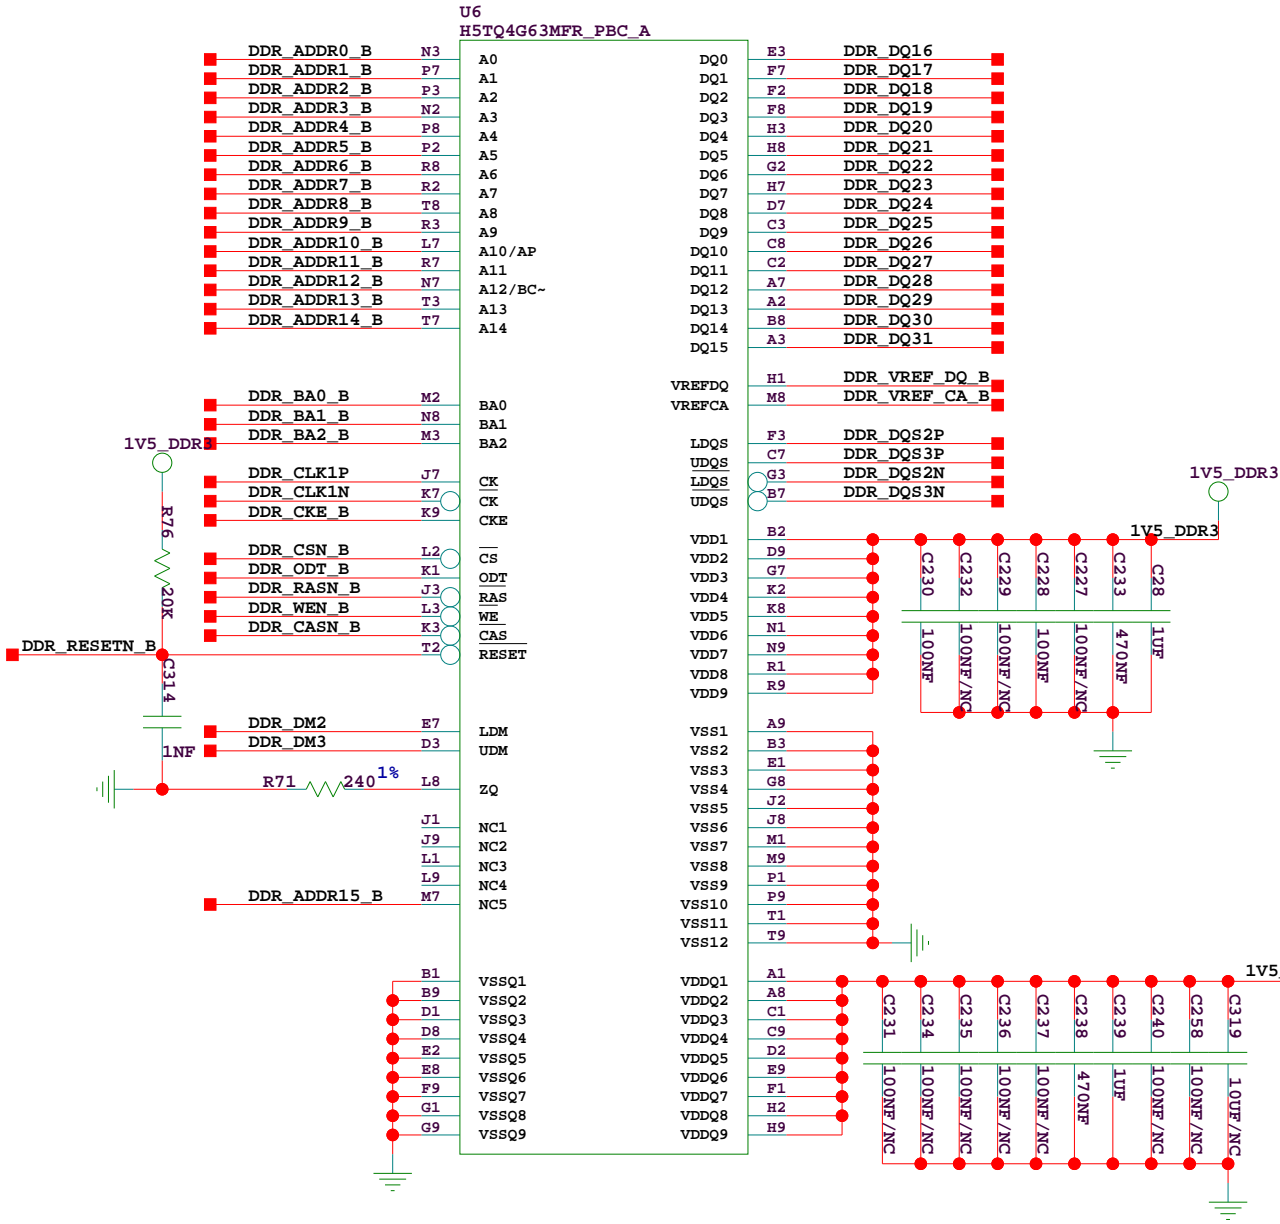 U6
H5TQ4G63MFR_PBC_A
DDR_ADDR0_B N3 A0 DQ0 E3 DDR_DQ16
DDR_ADDR1_B P7 A1 DQ1 F7 DDR_DQ17
DDR_ADDR2_B P3 A2 DQ2 F2 DDR_DQ18
DDR_ADDR3_B N2 A3 DQ3 F8 DDR_DQ19
DDR_ADDR4_B P8 A4 DQ4 H3 DDR_DQ20
DDR_ADDR5_B P2 A5 DQ5 H8 DDR_DQ21
DDR_ADDR6_B R8 A6 DQ6 G2 DDR_DQ22
DDR_ADDR7_B R2 A7 DQ7 H7 DDR_DQ23
DDR_ADDR8_B T8 A8 DQ8 D7 DDR_DQ24
DDR_ADDR9_B R3 A9 DQ9 C3 DDR_DQ25
DDR_ADDR10_B L7 A10/AP DQ10 C8 DDR_DQ26
DDR_ADDR11_B R7 A11 DQ11 C2 DDR_DQ27
DDR_ADDR12_B N7 A12/BC~ DQ12 A7 DDR_DQ28
DDR_ADDR13_B T3 A13 DQ13 A2 DDR_DQ29
DDR_ADDR14_B T7 A14 DQ14 B8 DDR_DQ30
DQ15 A3 DDR_DQ31
VREFDQ H1 DDR_VREF_DQ_B
DDR_BA0_B M2 BA0 VREFCA M8 DDR_VREF_CA_B
DDR_BA1_B N8 BA1
DDR_BA2_B M3 BA2 LDQS F3 DDR_DQS2P
1V5_DDR3
UDQS C7 DDR_DQS3P
DDR_CLK1P J7 CK LDQS G3 DDR_DQS2N
DDR_CLK1N K7 CK UDQS B7 DDR_DQS3N
DDR_CKE_B K9 CKE
1V5_DDR3
R76
20K
VDD1 B2 1V5_DDR3
DDR_CSN_B L2 CS VDD2 D9
DDR_ODT_B K1 ODT VDD3 G7
DDR_RASN_B J3 RAS VDD4 K2
DDR_WEN_B L3 WE VDD5 K8
DDR_CASN_B K3 CAS VDD6 N1
DDR_RESETN_B T2 RESET VDD7 N9
VDD8 R1
VDD9 R9
C230 C232 C229 C228 C227 C233 C28
100NF 100NF/NC 100NF/NC 100NF 100NF/NC 470NF 1UF
C314
1NF
DDR_DM2 E7 LDM VSS1 A9
DDR_DM3 D3 UDM VSS2 B3
VSS3 E1
R71 240 1% L8 ZQ VSS4 G8
VSS5 J2
J1 NC1 VSS6 J8
J9 NC2 VSS7 M1
L1 NC3 VSS8 M9
L9 NC4 VSS9 P1
DDR_ADDR15_B M7 NC5 VSS10 P9
VSS11 T1
VSS12 T9
B1 VSSQ1 VDDQ1 A1 1V5_
B9 VSSQ2 VDDQ2 A8
D1 VSSQ3 VDDQ3 C1
D8 VSSQ4 VDDQ4 C9
E2 VSSQ5 VDDQ5 D2
E8 VSSQ6 VDDQ6 E9
F9 VSSQ7 VDDQ7 F1
G1 VSSQ8 VDDQ8 H2
G9 VSSQ9 VDDQ9 H9
C231 C234 C235 C236 C237 C238 C239 C240 C258 C319
100NF/NC 100NF/NC 100NF/NC 100NF/NC 100NF/NC 470NF 1UF 100NF/NC 100NF/NC 10UF/NC